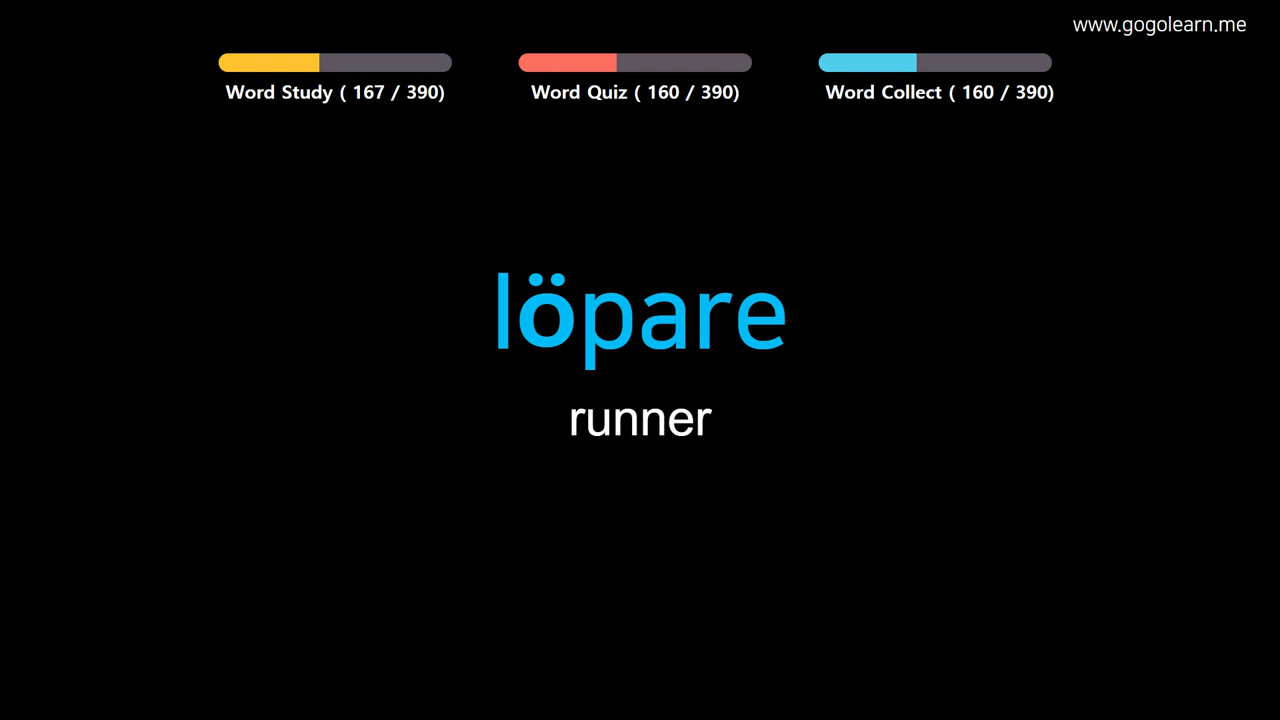 www.gogolearn.me
Word Study ( 167 / 390)
Word Quiz ( 160 / 390)
Word Collect ( 160 / 390)
löpare
runner